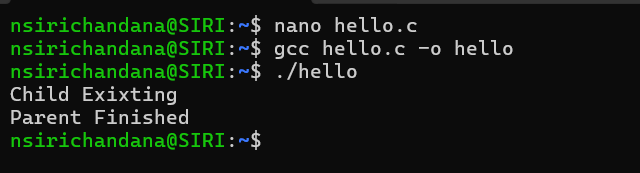 nsirichandana@SIRI:~$ nano hello.c
nsirichandana@SIRI:~$ gcc hello.c -o hello
nsirichandana@SIRI:~$ ./hello
Child Exixting
Parent Finished
nsirichandana@SIRI:~$